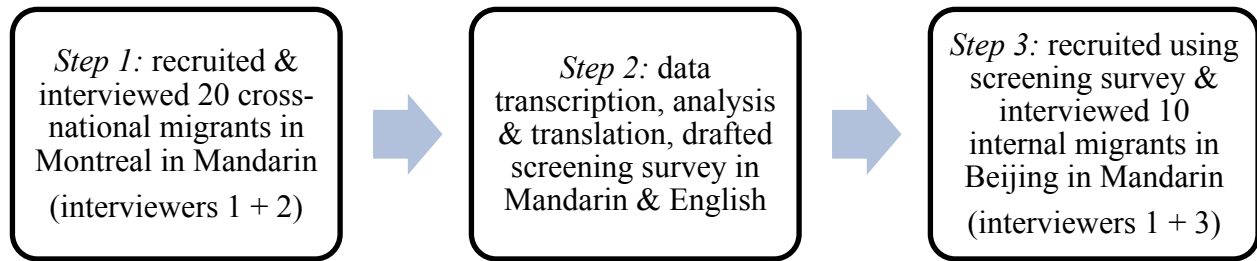 Step 1: recruited &
interviewed 20 cross-
national migrants in
Montreal in Mandarin
(interviewers 1 + 2)
Step 2: data
transcription, analysis
& translation, drafted
screening survey in
Mandarin & English
Step 3: recruited using
screening survey &
interviewed 10
internal migrants in
Beijing in Mandarin
(interviewers 1 + 3)